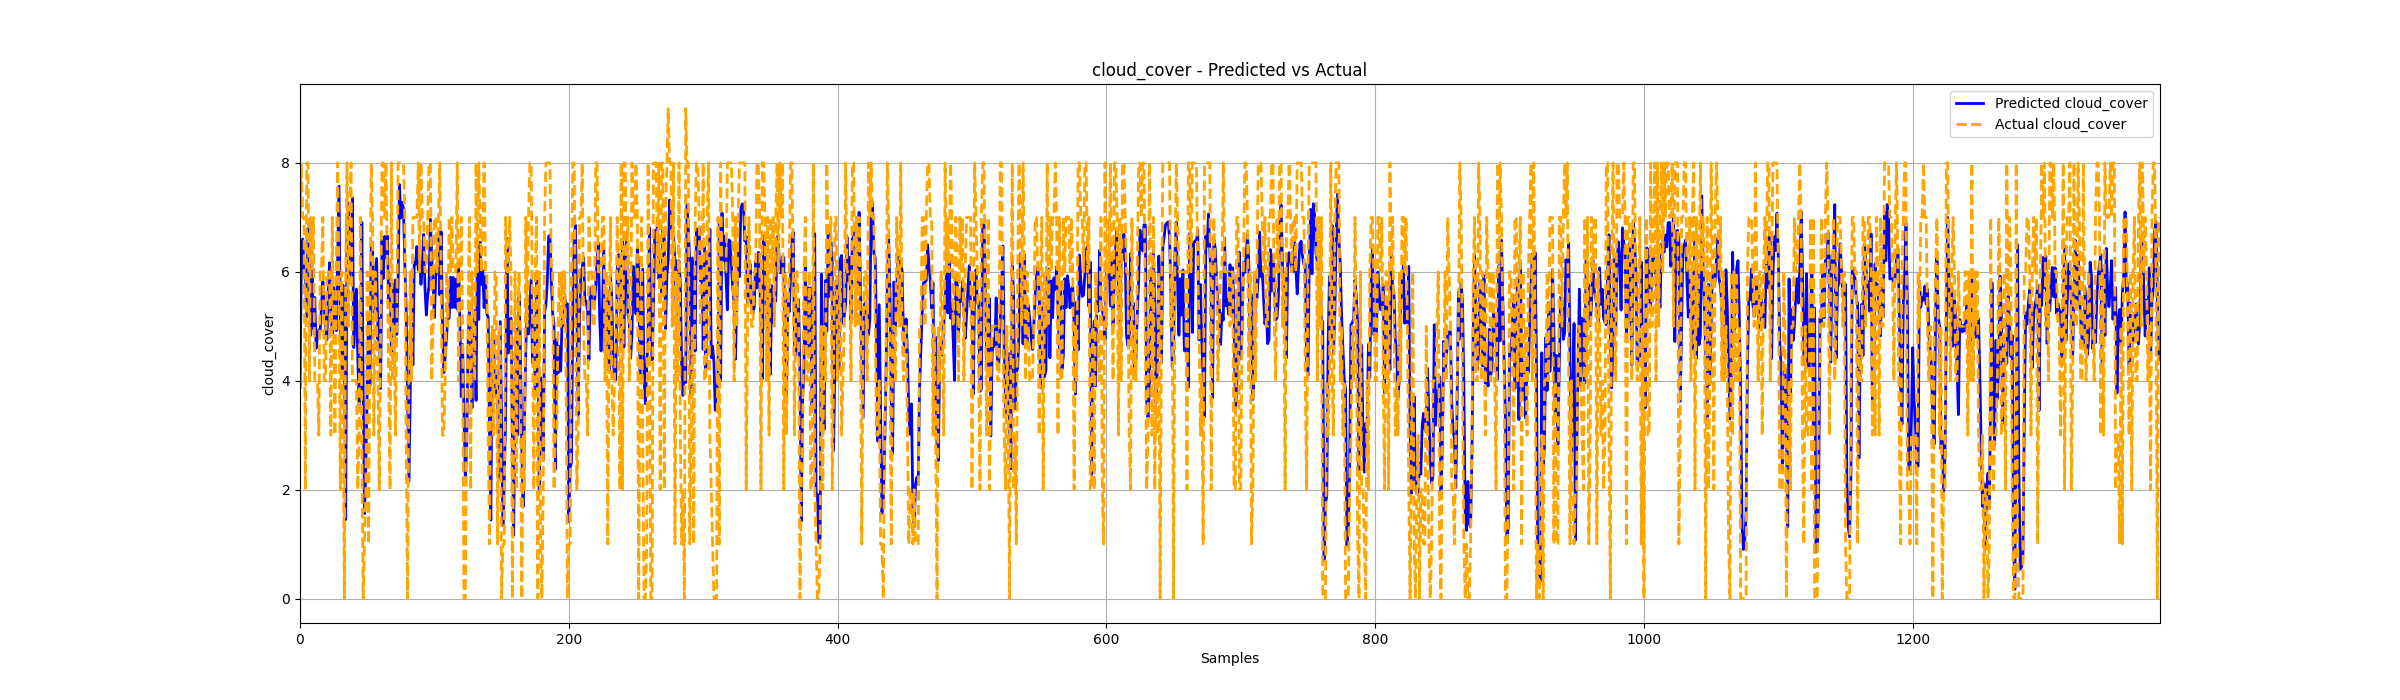 cloud_cover - Predicted vs Actual
Predicted cloud_cover
Actual cloud_cover
cloud_cover
8
6
4
2
0
0 200 400 600 800 1000 1200
Samples